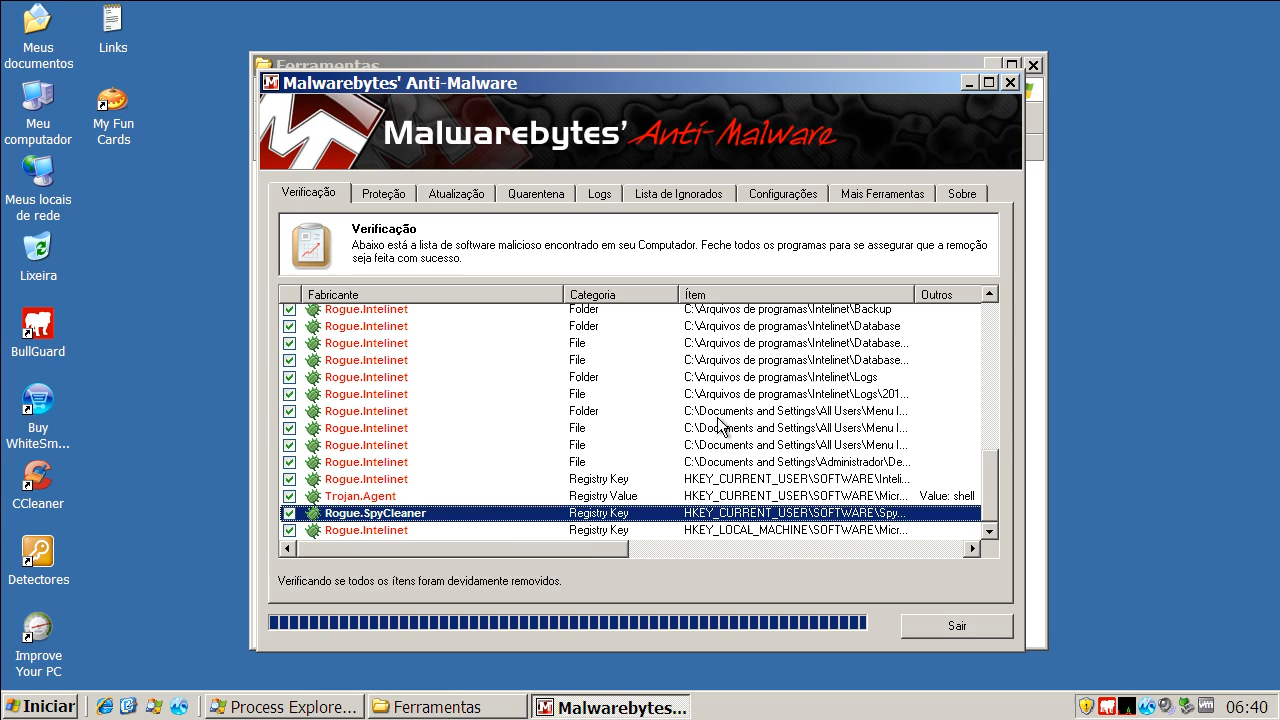 Meus
documentos
Links
Meu
computador
My Fun
Cards
Meus locais
de rede
Lixeira
BullGuard
Buy
WhiteSm...
CCleaner
Detectores
Improve
Your PC
Ferramentas
Malwarebytes' Anti-Malware
Malwarebytes' Anti-Malware
Verificação Proteção Atualização Quarentena Logs Lista de Ignorados Configurações Mais Ferramentas Sobre
Verificação
Abaixo está a lista de software malicioso encontrado em seu Computador. Feche todos os programas para se assegurar que a remoção
seja feita com sucesso.
Fabricante Categoria Ítem Outros
Rogue.Intelinet Folder C:\Arquivos de programas\Intelinet\Backup
Rogue.Intelinet Folder C:\Arquivos de programas\Intelinet\Database
Rogue.Intelinet File C:\Arquivos de programas\Intelinet\Database...
Rogue.Intelinet File C:\Arquivos de programas\Intelinet\Database...
Rogue.Intelinet Folder C:\Arquivos de programas\Intelinet\Logs
Rogue.Intelinet File C:\Arquivos de programas\Intelinet\Logs\201...
Rogue.Intelinet Folder C:\Documents and Settings\All Users\Menu I...
Rogue.Intelinet File C:\Documents and Settings\All Users\Menu I...
Rogue.Intelinet File C:\Documents and Settings\All Users\Menu I...
Rogue.Intelinet File C:\Documents and Settings\Administrador\De...
Rogue.Intelinet Registry Key HKEY_CURRENT_USER\SOFTWARE\Inteli...
Trojan.Agent Registry Value HKEY_CURRENT_USER\SOFTWARE\Micr... Value: shell
Rogue.SpyCleaner Registry Key HKEY_CURRENT_USER\SOFTWARE\Spy...
Rogue.Intelinet Registry Key HKEY_LOCAL_MACHINE\SOFTWARE\Micr...
Verificando se todos os ítens foram devidamente removidos.
Sair
Iniciar Process Explore... Ferramentas Malwarebytes... 06:40